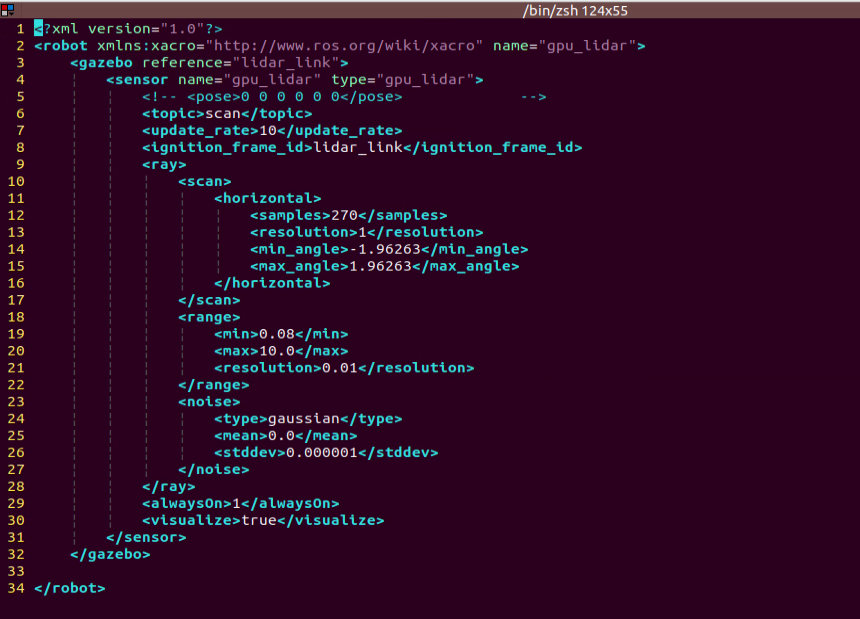 /bin/zsh 124x55
1 <?xml version="1.0"?>
2 <robot xmlns:xacro="http://www.ros.org/wiki/xacro" name="gpu_lidar">
3     <gazebo reference="lidar_link">
4         <sensor name="gpu_lidar" type="gpu_lidar">
5             <!-- <pose>0 0 0 0 0 0</pose>             -->
6             <topic>scan</topic>
7             <update_rate>10</update_rate>
8             <ignition_frame_id>lidar_link</ignition_frame_id>
9             <ray>
10                 <scan>
11                     <horizontal>
12                         <samples>270</samples>
13                         <resolution>1</resolution>
14                         <min_angle>-1.96263</min_angle>
15                         <max_angle>1.96263</max_angle>
16                     </horizontal>
17                 </scan>
18                 <range>
19                     <min>0.08</min>
20                     <max>10.0</max>
21                     <resolution>0.01</resolution>
22                 </range>
23                 <noise>
24                     <type>gaussian</type>
25                     <mean>0.0</mean>
26                     <stddev>0.000001</stddev>
27                 </noise>
28             </ray>
29             <alwaysOn>1</alwaysOn>
30             <visualize>true</visualize>
31         </sensor>
32     </gazebo>
33
34 </robot>